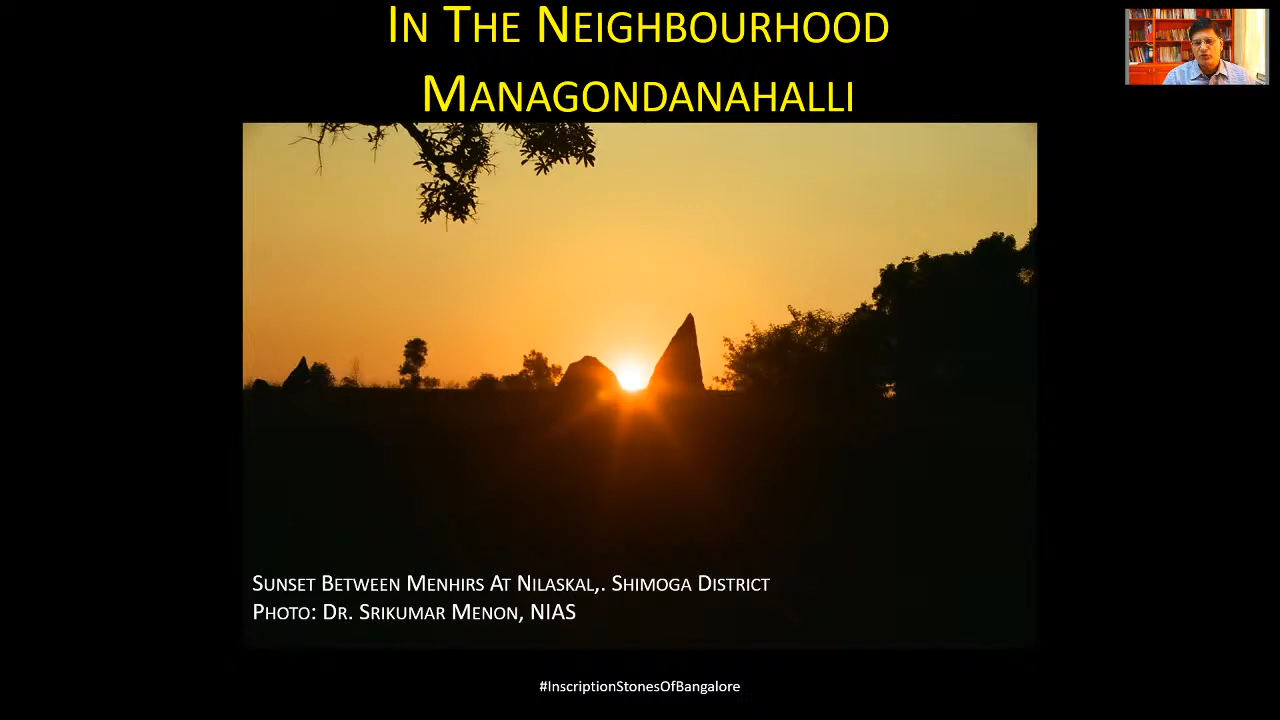 In The Neighbourhood
Managondanahalli
Sunset Between Menhirs At Nilaskal,. Shimoga District
Photo: Dr. Srikumar Menon, NIAS
#InscriptionStonesOfBangalore